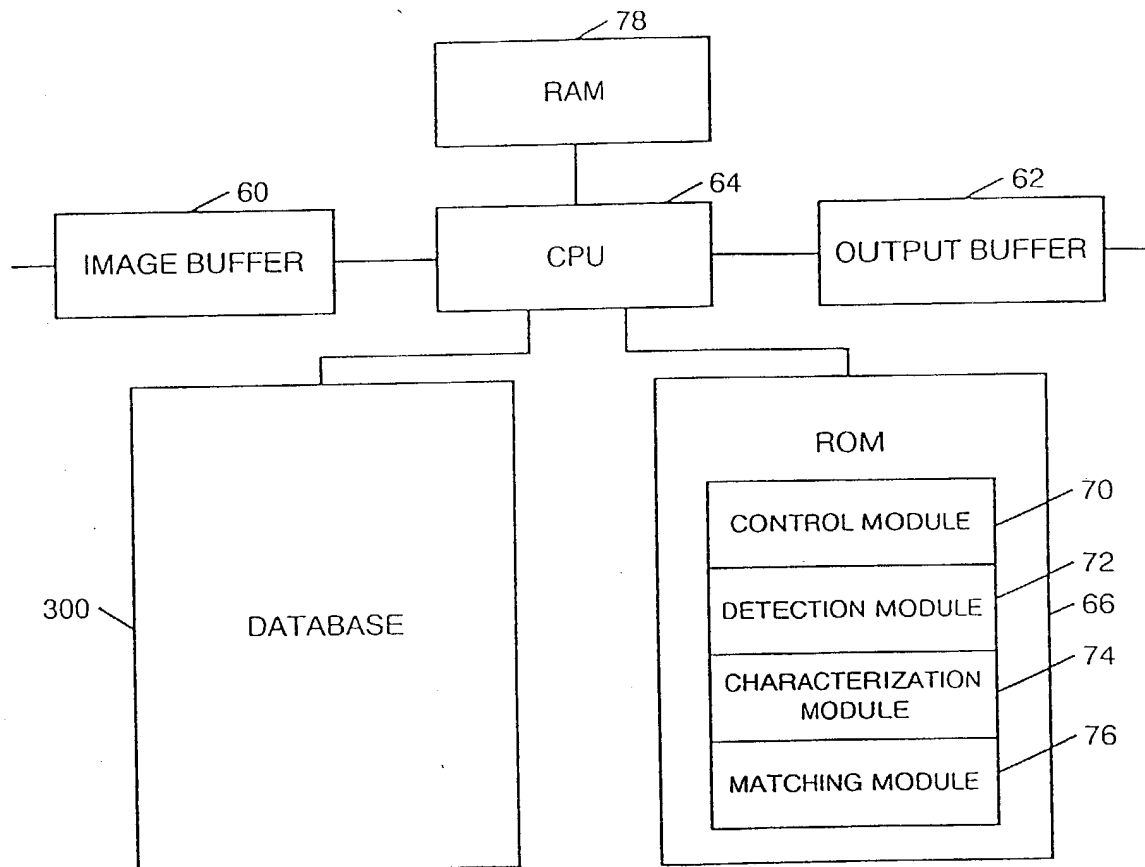 78
RAM
60
64
62
IMAGE BUFFER
CPU
OUTPUT BUFFER
ROM
70
CONTROL MODULE
72
DETECTION MODULE
66
300
DATABASE
74
CHARACTERIZATION
MODULE
76
MATCHING MODULE